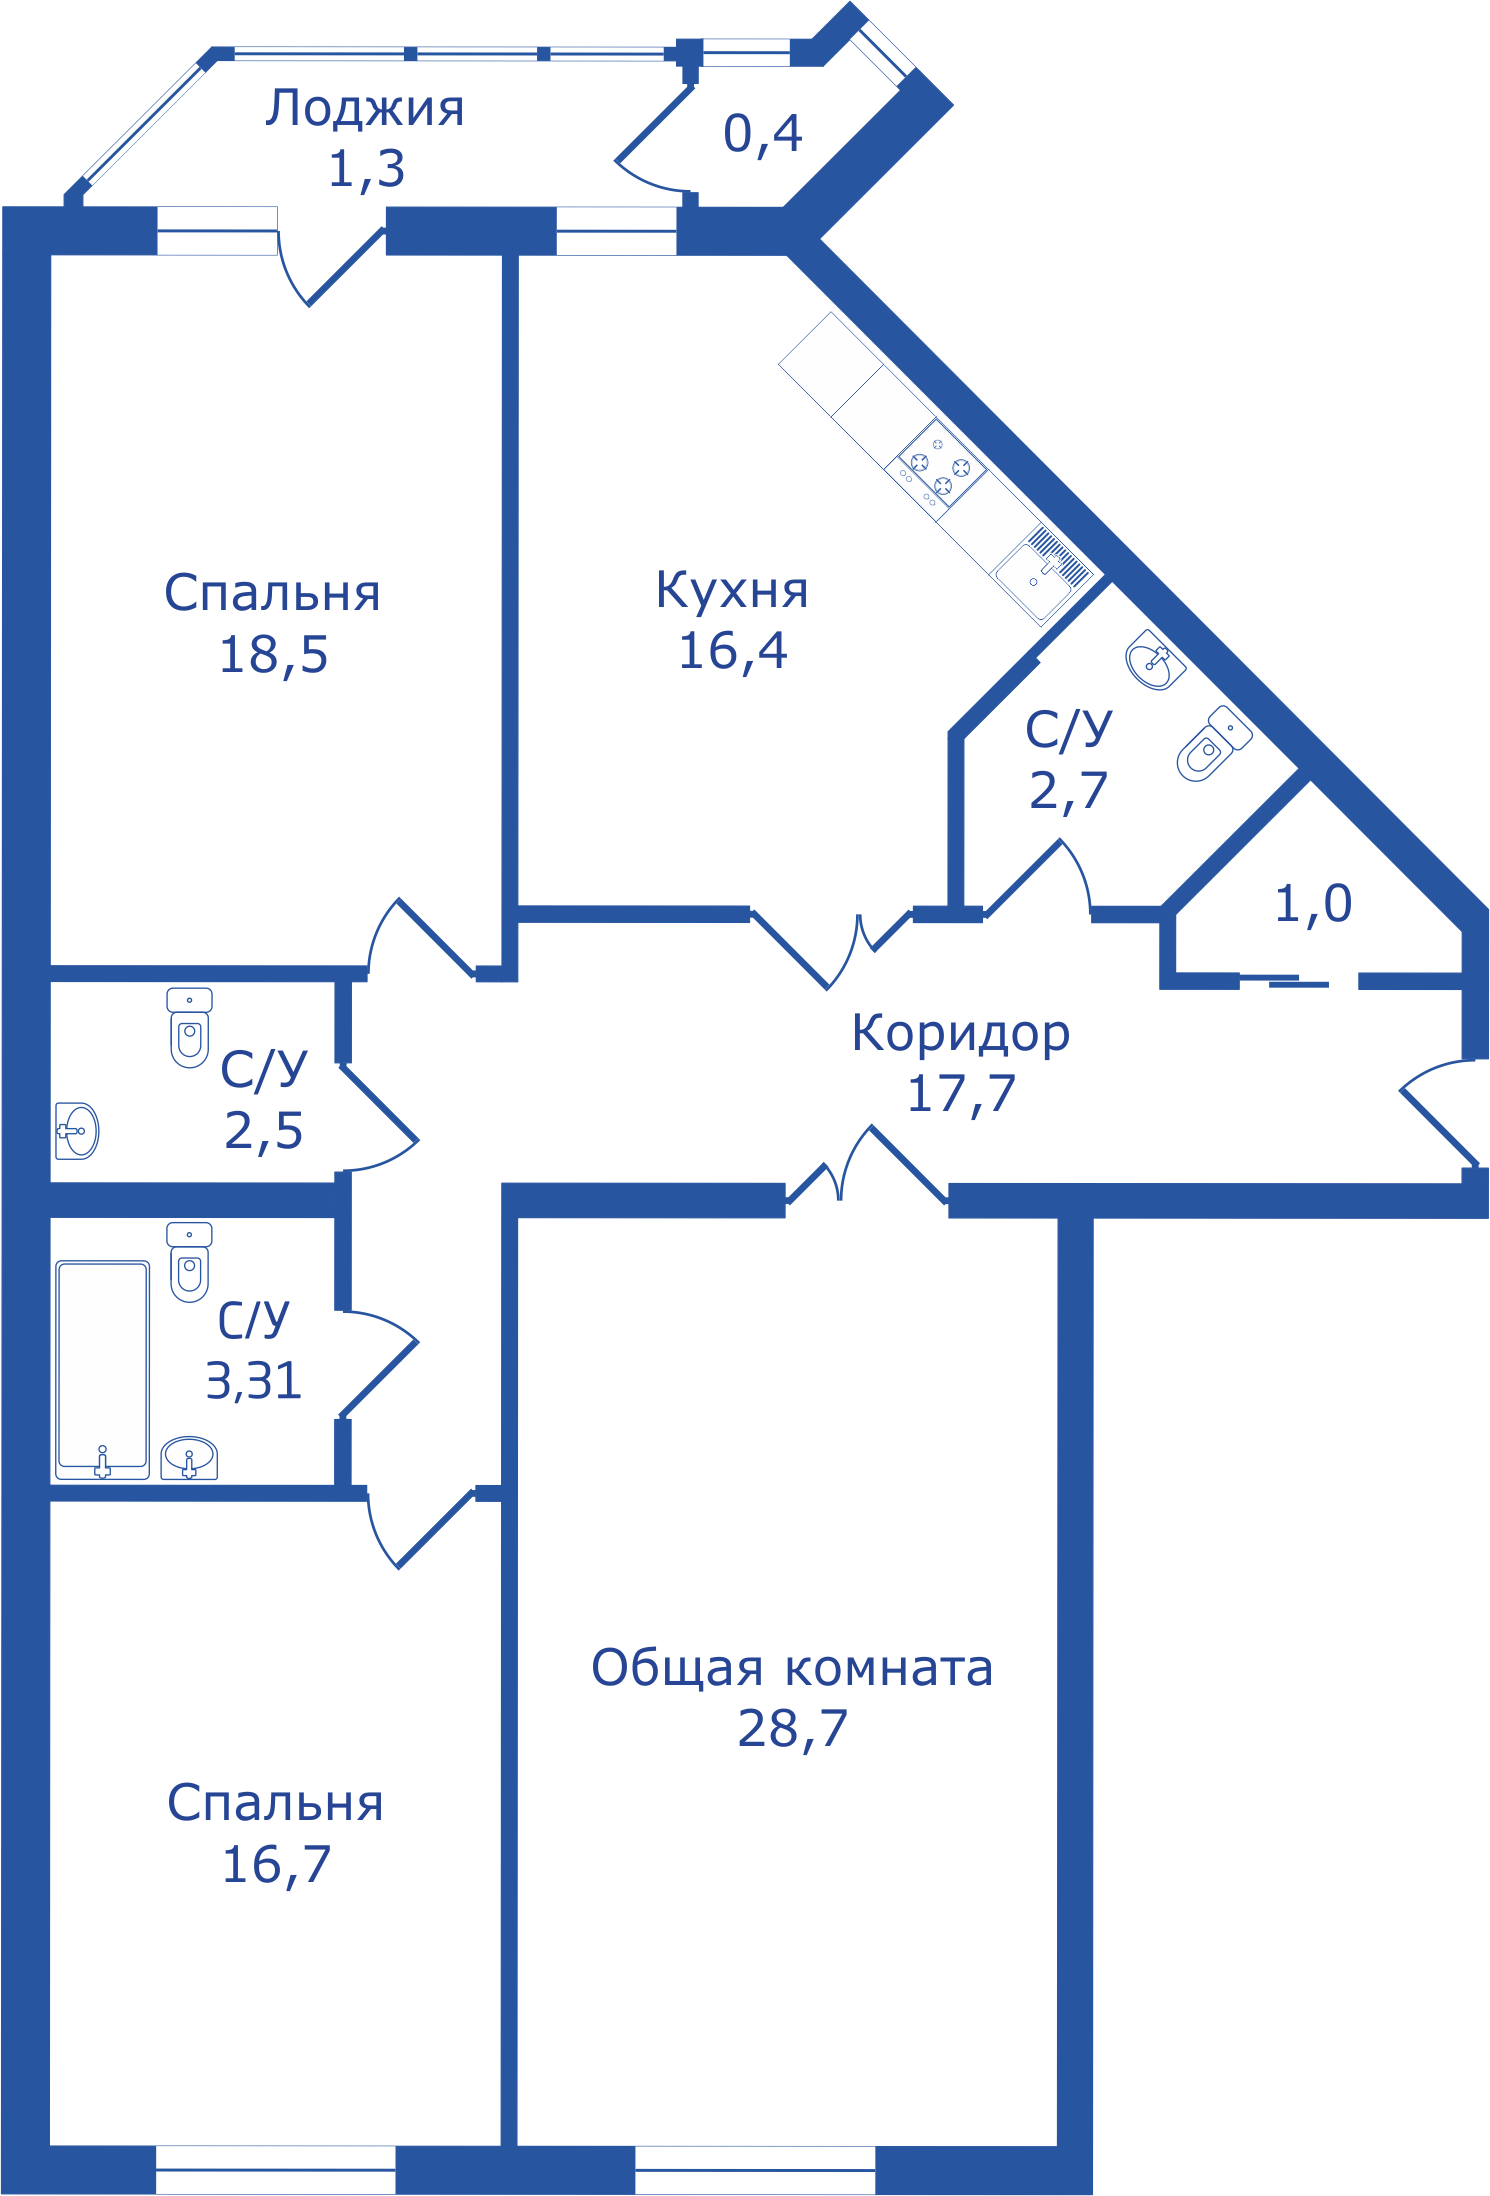 Лоджия
1,3
0,4
Спальня
18,5
Кухня
16,4
С/У
2,7
1,0
Коридор
17,7
С/У
2,5
С/У
3,31
Общая комната
28,7
Спальня
16,7